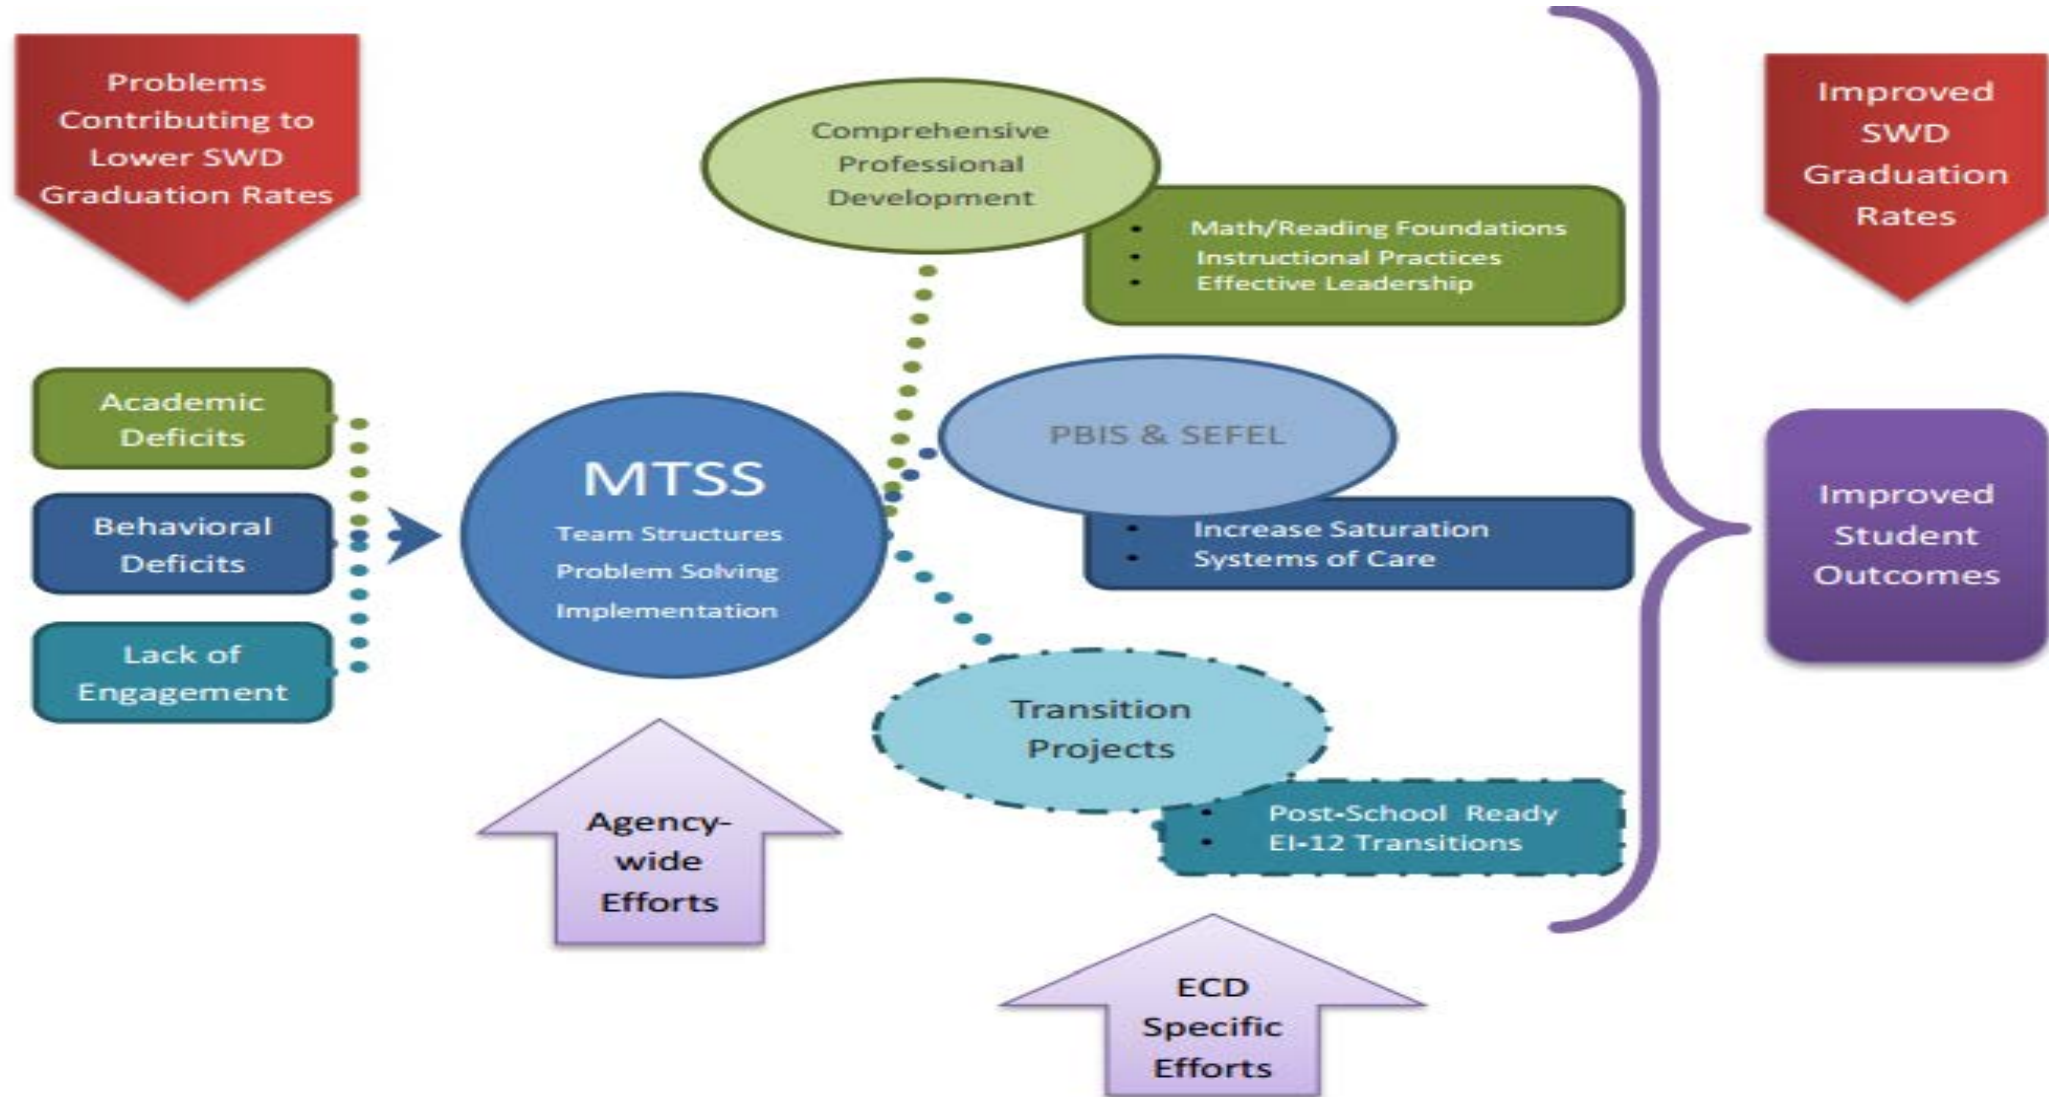 Problems
Contributing to
Lower SWD
Graduation Rates
Academic
Deficits
Behavioral
Deficits
Lack of
Engagement
MTSS
Team Structures
Problem Solving
Implementation
Agency-
wide
Efforts
Comprehensive
Professional
Development
• Math/Reading Foundations
• Instructional Practices
• Effective Leadership
PBIS & SEFEL
• Increase Saturation
• Systems of Care
Transition
Projects
• Post-School Ready
• EI-12 Transitions
ECD
Specific
Efforts
Improved
SWD
Graduation
Rates
Improved
Student
Outcomes